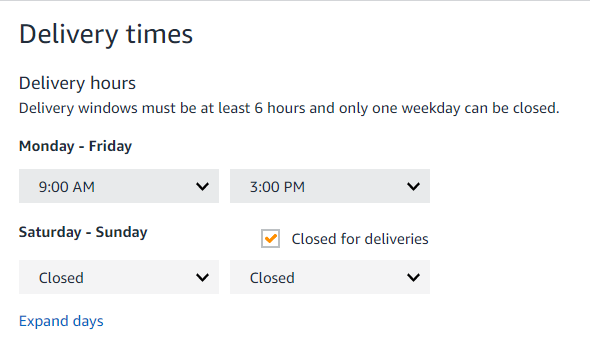 Delivery times
Delivery hours
Delivery windows must be at least 6 hours and only one weekday can be closed.
Monday - Friday
9:00 AM 3:00 PM
Saturday - Sunday Closed for deliveries
Closed Closed
Expand days